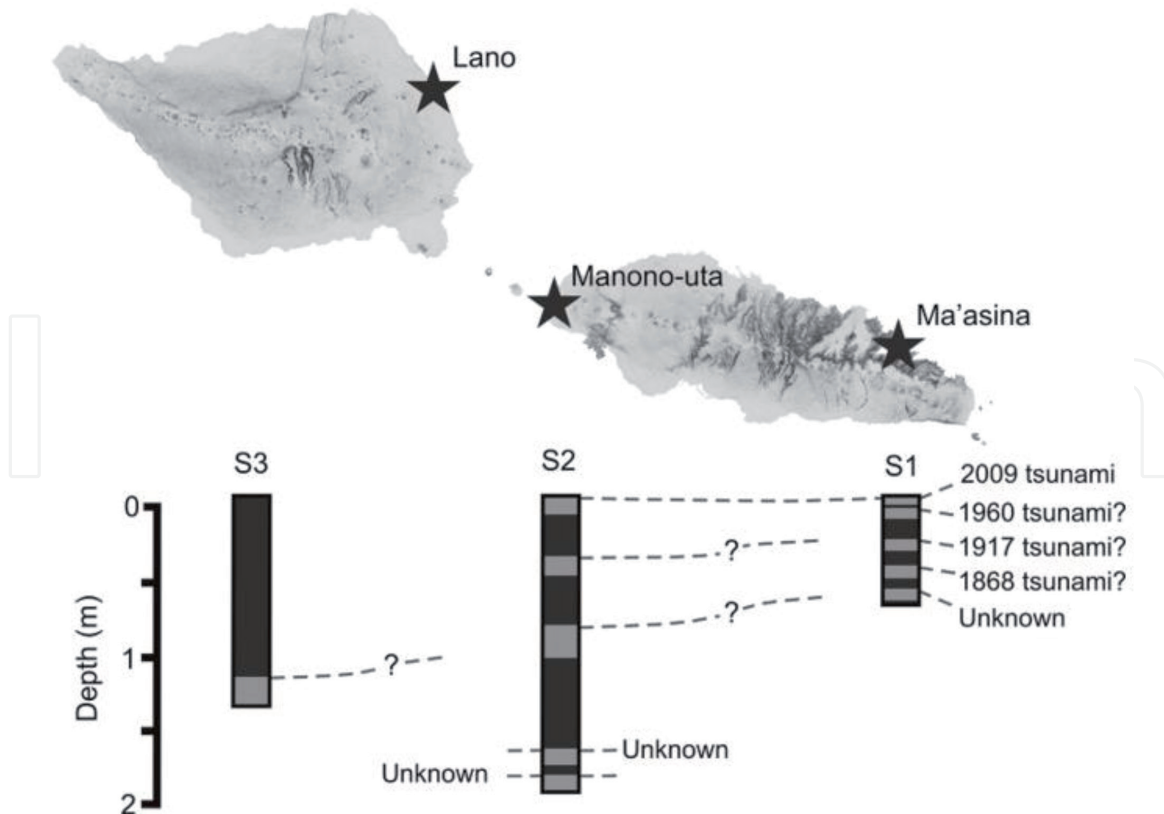 Lano
Manono-uta
Ma'asina
S3
S2
S1
2009 tsunami
1960 tsunami?
1917 tsunami?
1868 tsunami?
Unknown
?
?
?
Unknown
Unknown
Depth (m)
0
1
2